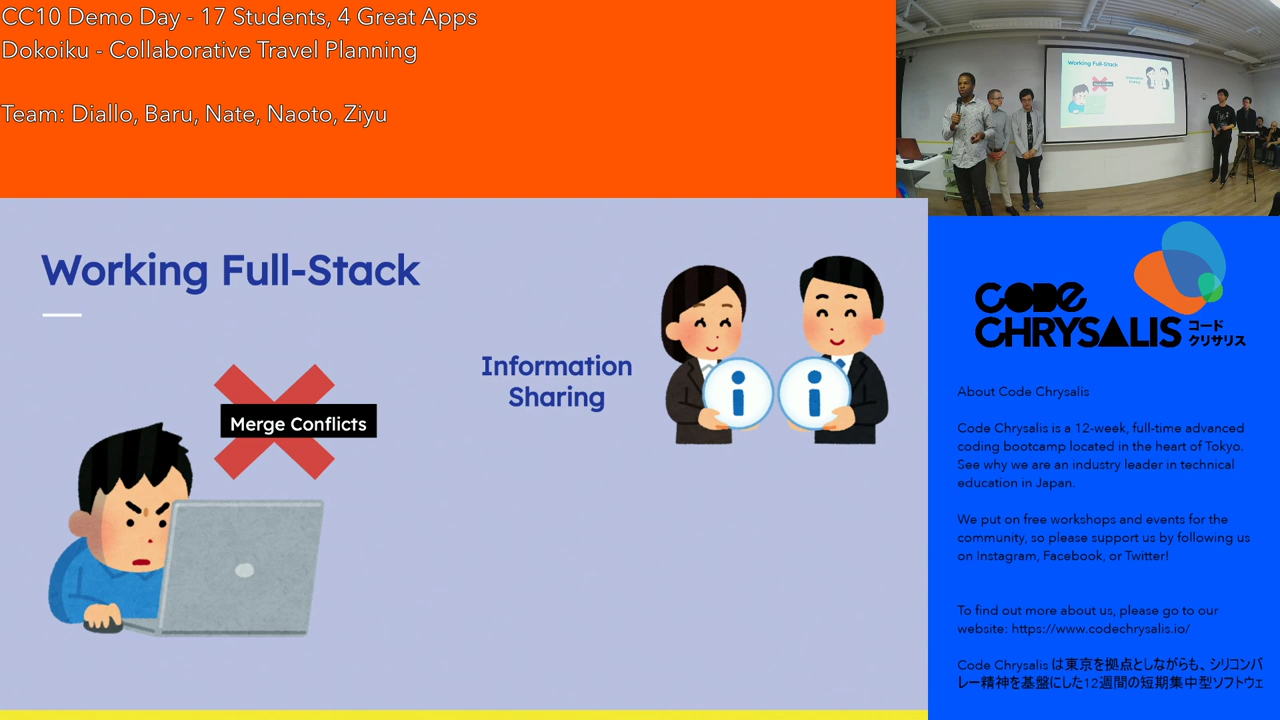 CC10 Demo Day - 17 Students, 4 Great Apps
Dokoiku - Collaborative Travel Planning
Team: Diallo, Baru, Nate, Naoto, Ziyu
Working Full-Stack
Merge Conflicts
Information
Sharing
Working Full-Stack
CODE
CHRYSALIS
コード
クリサリス
About Code Chrysalis
Code Chrysalis is a 12-week, full-time advanced
coding bootcamp located in the heart of Tokyo.
See why we are an industry leader in technical
education in Japan.
We put on free workshops and events for the
community, so please support us by following us
on Instagram, Facebook, or Twitter!
To find out more about us, please go to our
website: https://www.codechrysalis.io/
Code Chrysalis は東京を拠点としながらも、シリコンバ
レー精神を基盤にした12週間の短期集中型ソフトウェ